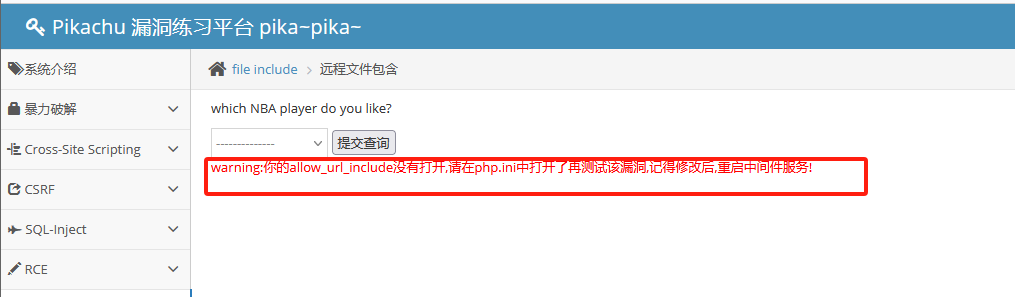 Pikachu 漏洞练习平台 pika~pika~
系统介绍
file include > 远程文件包含
暴力破解
which NBA player do you like?
Cross-Site Scripting
-------------- 提交查询
warning:你的allow_url_include没有打开,请在php.ini中打开了再测试该漏洞,记得修改后,重启中间件服务!
CSRF
SQL-Inject
RCE